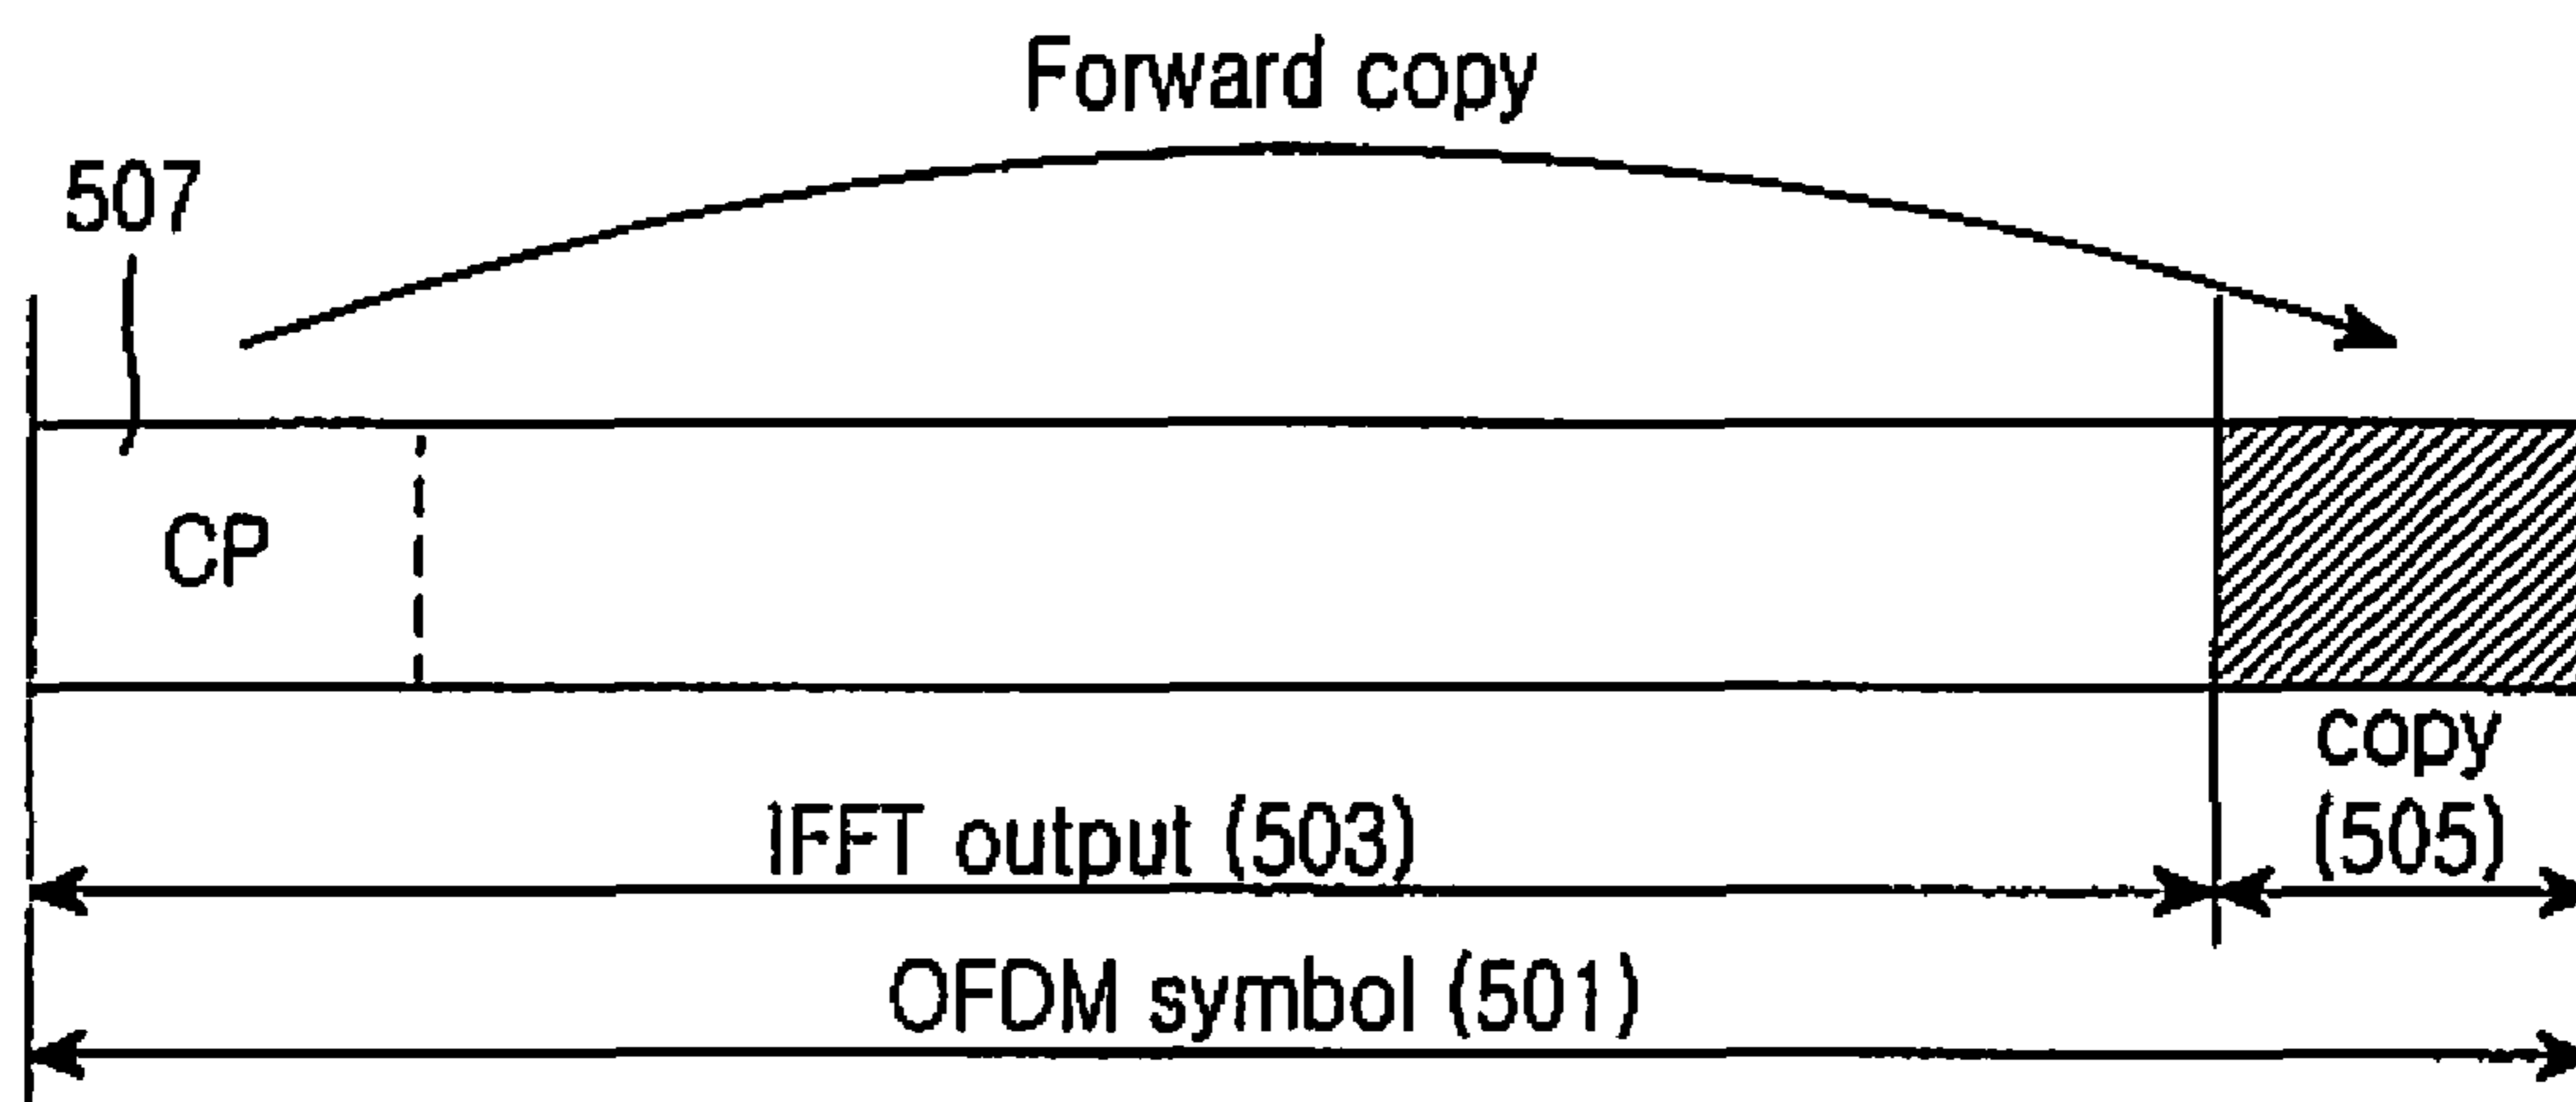 Forward copy
507
CP
copy
(505)
IFFT output (503)
OFDM symbol (501)